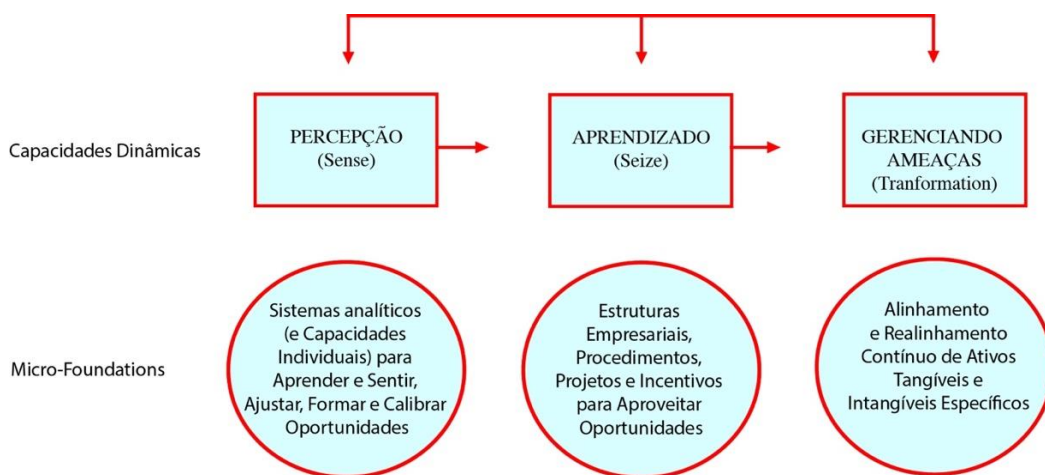 Capacidades Dinâmicas
PERCEPÇÃO
(Sense)
APRENDIZADO
(Seize)
GERENCIANDO
AMEAÇAS
(Tranformation)
Micro-Foundations
Sistemas analíticos
(e Capacidades
Individuais) para
Aprender e Sentir,
Ajustar, Formar e Calibrar
Oportunidades
Estruturas
Empresariais,
Procedimentos,
Projetos e Incentivos
para Aproveitar
Oportunidades
Alinhamento
e Realinhamento
Contínuo de Ativos
Tangíveis e
Intangíveis Específicos